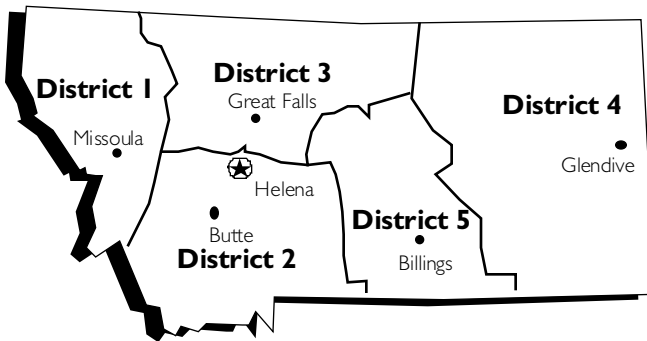 District 1
Missoula
District 3
Great Falls
District 4
Glendive
Helena
Butte
District 2
District 5
Billings